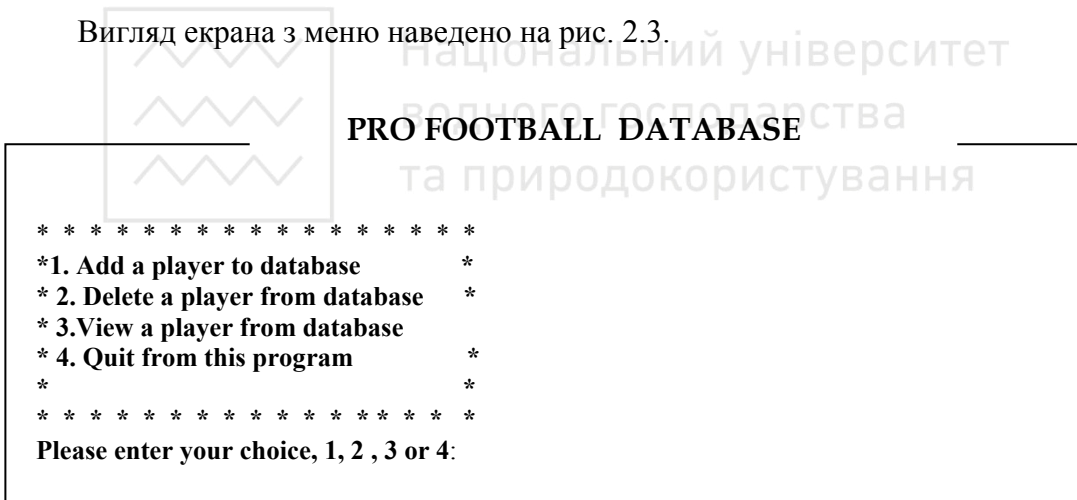 Вигляд екрана з меню наведено на рис. 2.3.
Національний університет
водного господарства
та природокористування
PRO FOOTBALL DATABASE
* * * * * * * * * * * * * * * * *
*1. Add a player to database *
* 2. Delete a player from database *
* 3.View a player from database
* 4. Quit from this program *
* *
* * * * * * * * * * * * * * * * *
Please enter your choice, 1, 2 , 3 or 4: